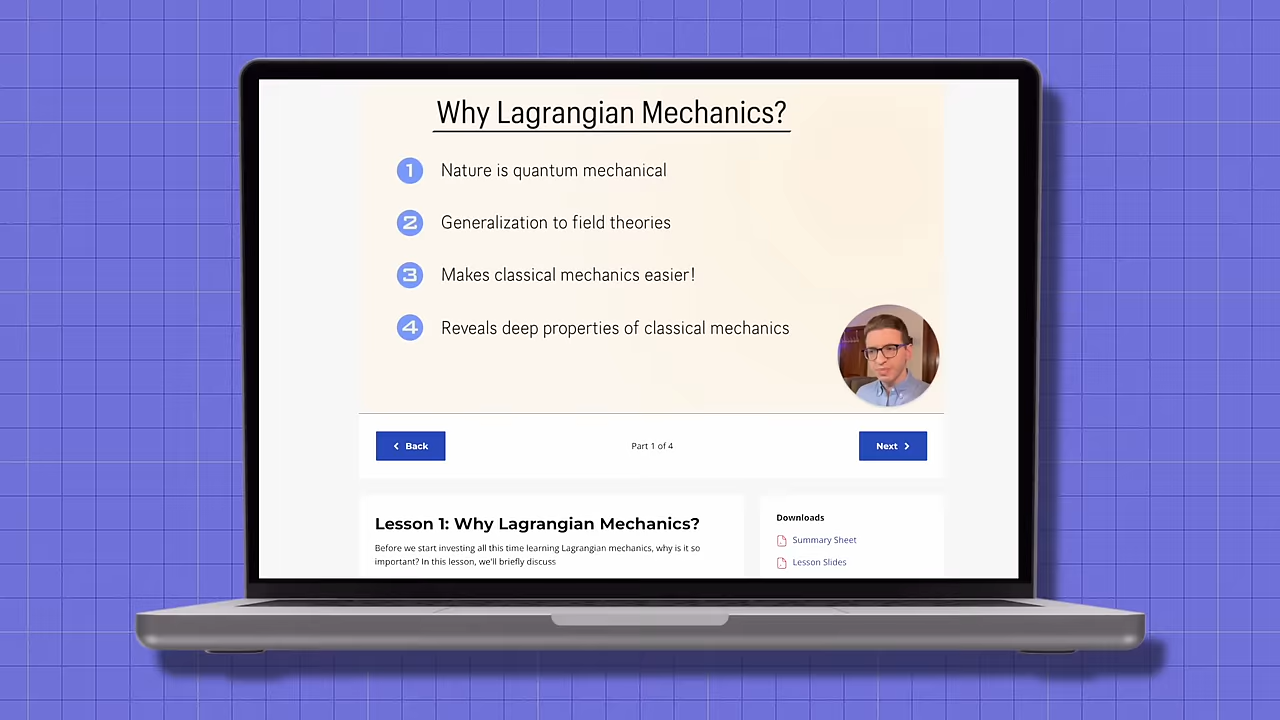 Why Lagrangian Mechanics?
1 Nature is quantum mechanical
2 Generalization to field theories
3 Makes classical mechanics easier!
4 Reveals deep properties of classical mechanics
Back
Part 1 of 4
Next
Lesson 1: Why Lagrangian Mechanics?
Before we start investing all this time learning Lagrangian mechanics, why is it so
important? In this lesson, we'll briefly discuss
Downloads
Summary Sheet
Lesson Slides